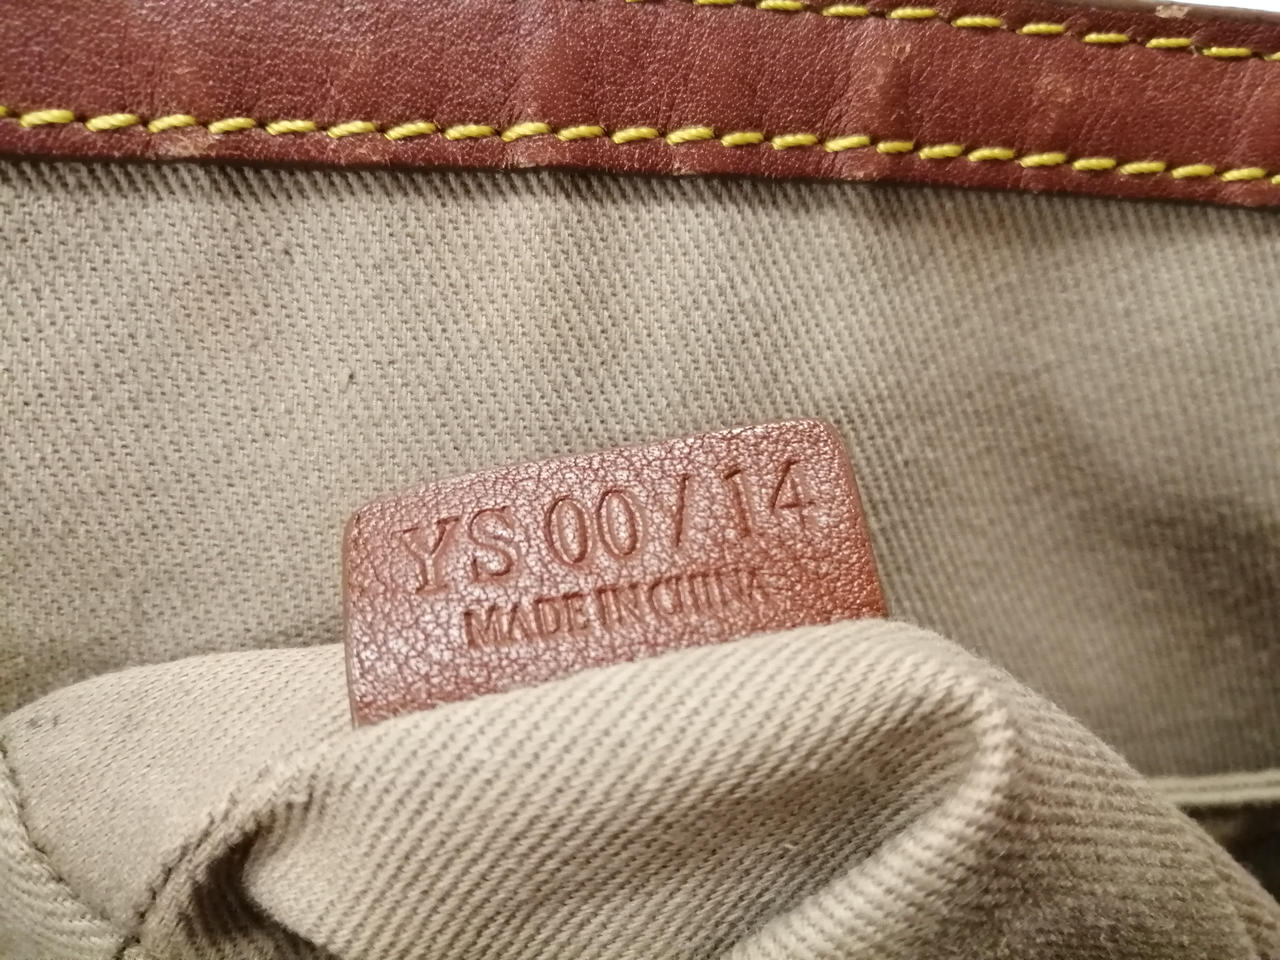 YS 00 / 14
MADE IN CHINA